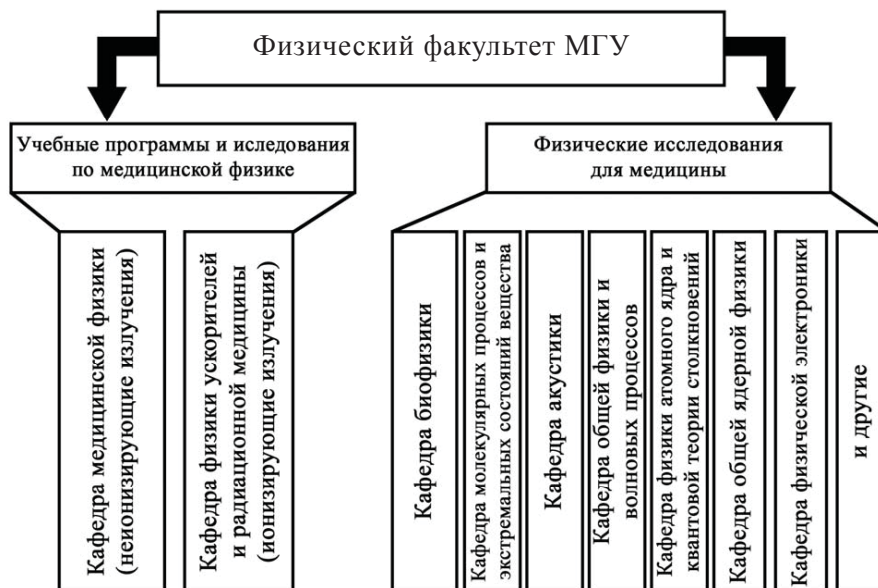 Физический факультет МГУ
Учебные программы и иследования
по медицинской физике
Физические исследования
для медицины
Кафедра медицинской физики
(неионизирующие излучения)
Кафедра физики ускорителей
и радиационной медицины
(ионизирующие излучения)
Кафедра биофизики
Кафедра молекулярных процессов и
экстремальных состояний вещества
Кафедра акустики
Кафедра общей физики и
волновых процессов
Кафедра физики атомного ядра и
квантовой теории столкновений
Кафедра общей ядерной физики
Кафедра физической электроники
и другие